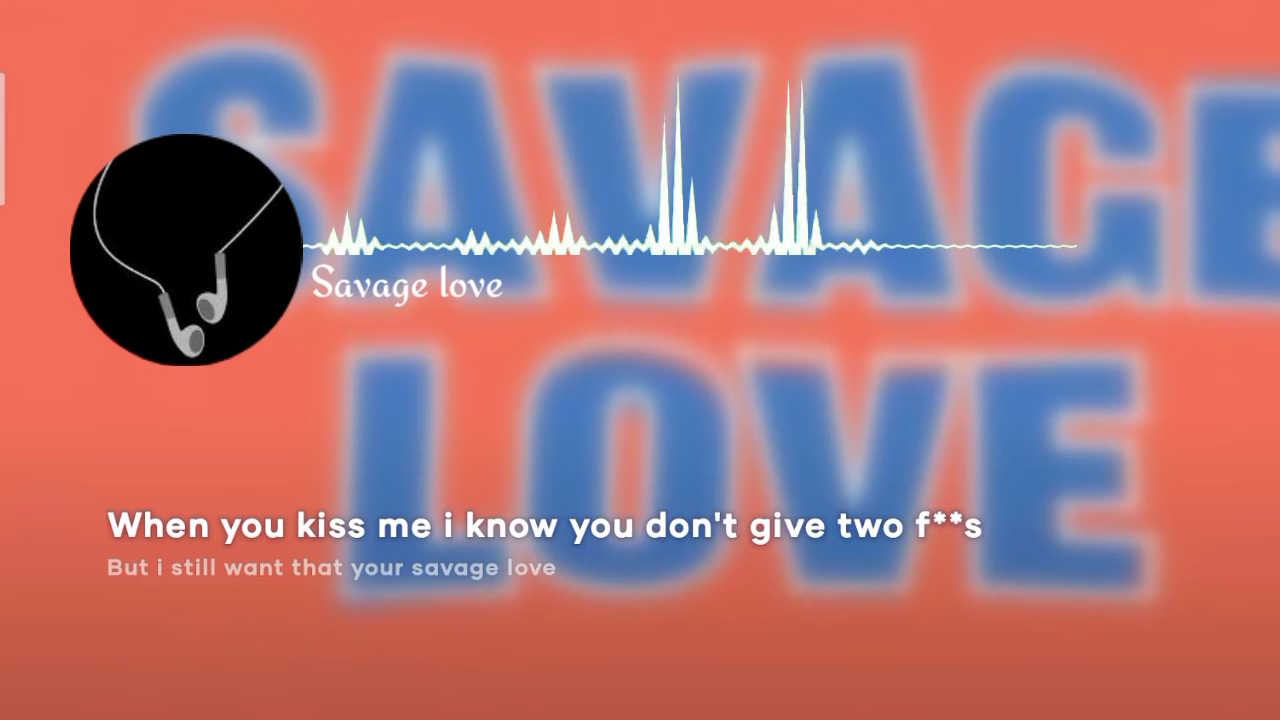 SAVAGE
LOVE
Savage love
When you kiss me i know you don't give two f**s
But i still want that your savage love